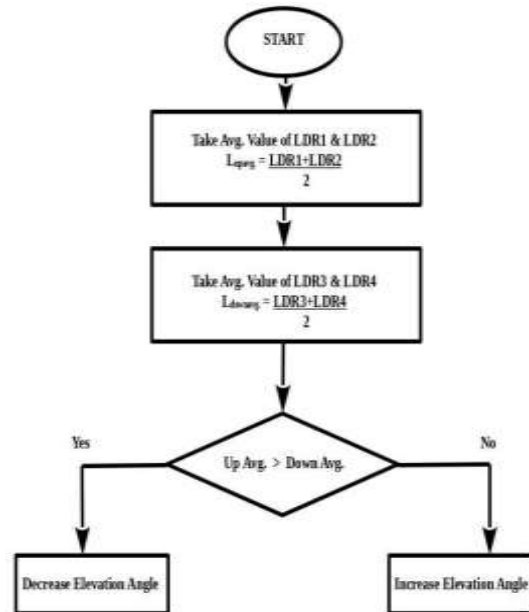 START
Take Avg. Value of LDR1 & LDR2
= LDR1+LDR2
2
Take Avg. Value of LDR3 & LDR4
= LDR3+LDR4
2
Up Avg. > Down Avg.
Yes
No
Decrease Elevation Angle
Increase Elevation Angle